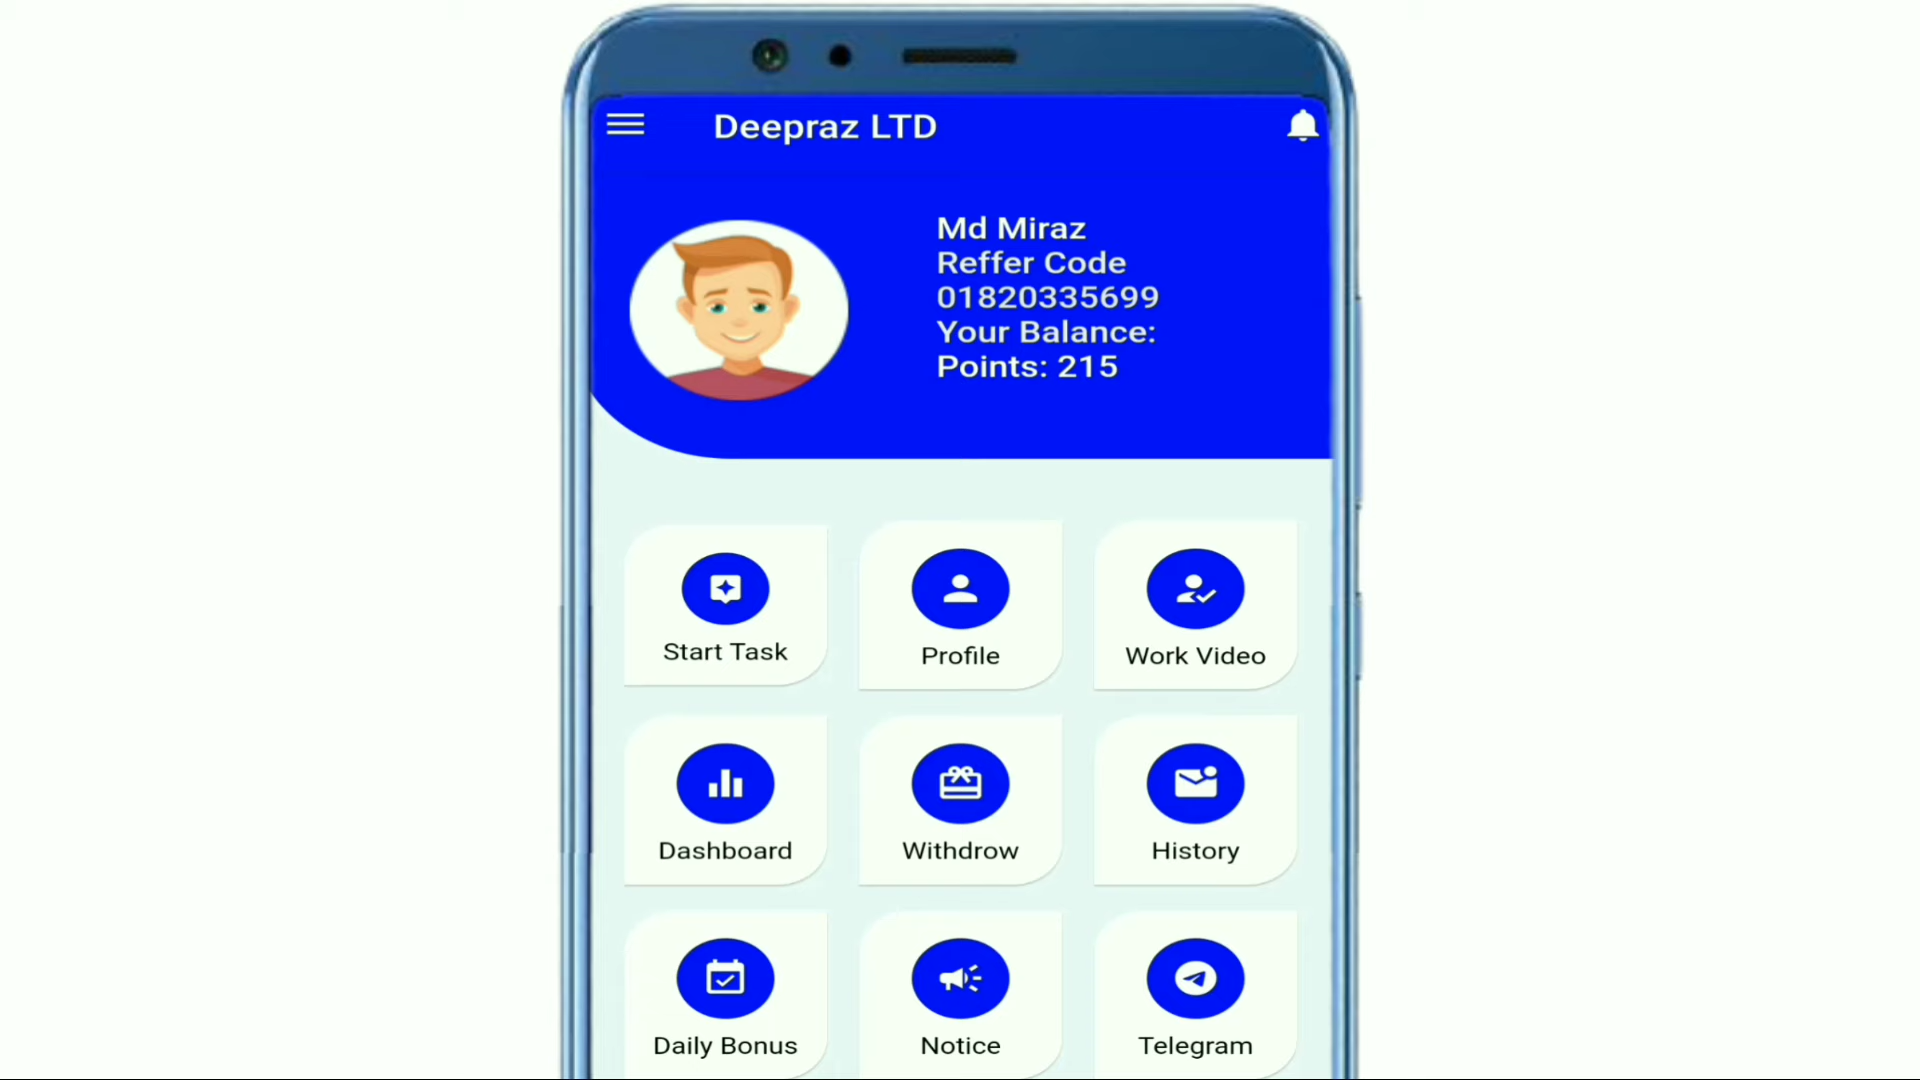 Deepraz LTD
Md Miraz
Reffer Code
01820335699
Your Balance:
Points: 215
Start Task
Profile
Work Video
Dashboard
Withdrow
History
Daily Bonus
Notice
Telegram